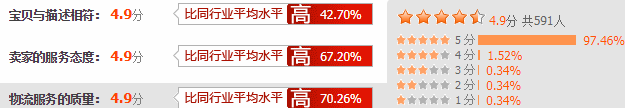 宝贝与描述相符： 4.9分 比同行业平均水平 高 42.70%
卖家的服务态度： 4.9分 比同行业平均水平 高 67.20%
物流服务的质量： 4.9分 比同行业平均水平 高 70.26%
4.9分 共591人
5分 97.46%
4分 1.52%
3分 0.34%
2分 0.34%
1分 0.34%